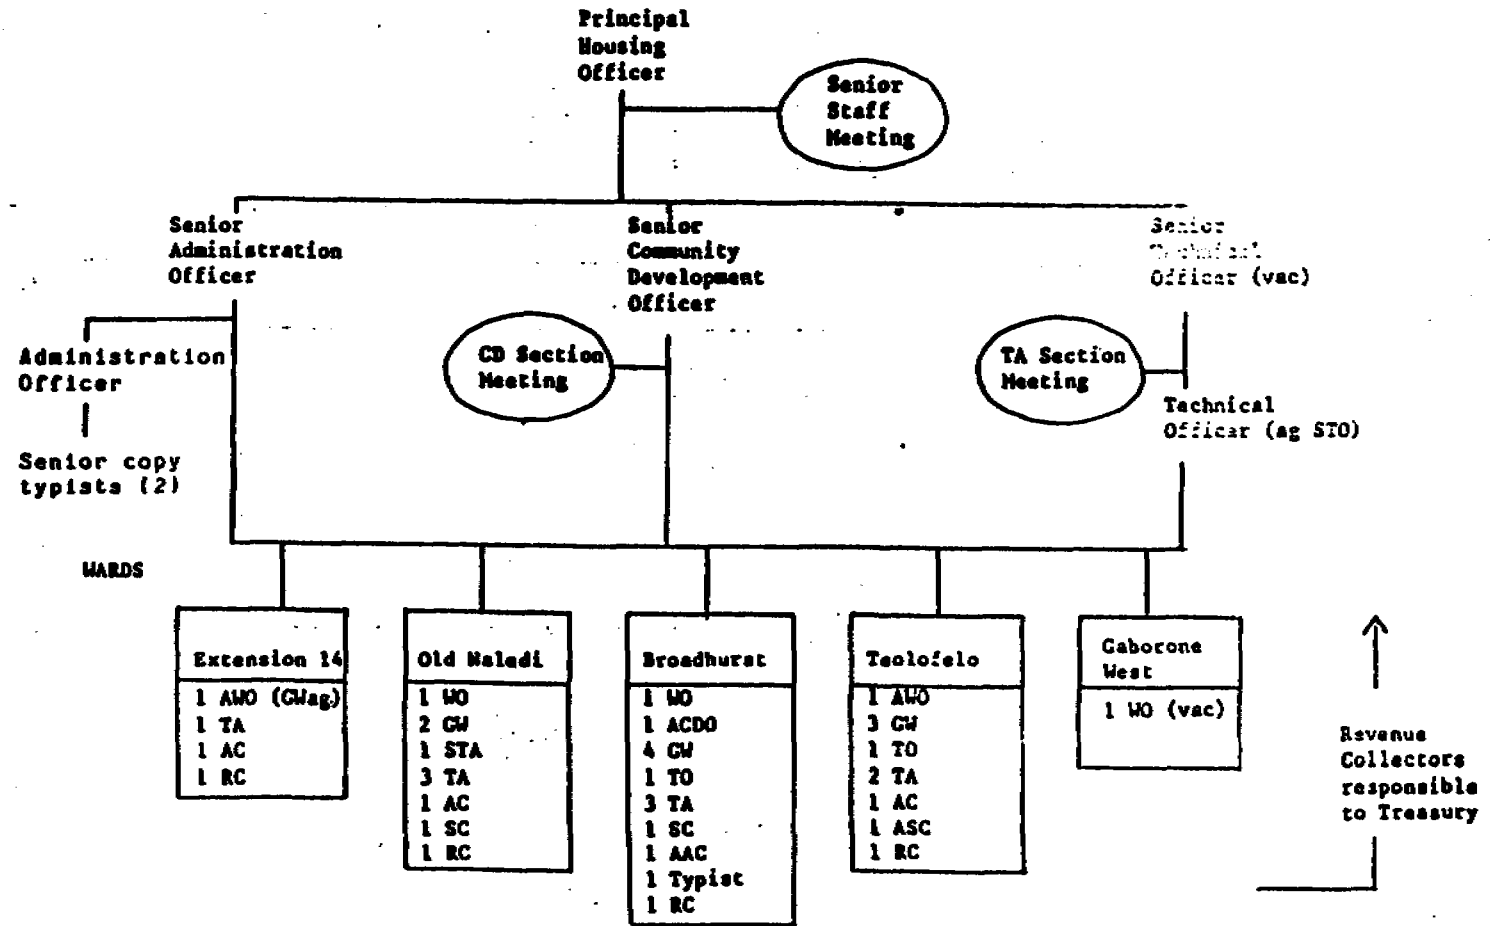 Principal
Housing
Officer
Senior
Staff
Meeting
Senior
Administration
Officer
Senior
Community
Development
Officer
Senior
Officer (vac)
Administration
Officer
CD Section
Meeting
TA Section
Meeting
Technical
Officer (ag STO)
Senior copy
typists (2)
WARDS
Extension 14
1 AWO (GWag)
1 TA
1 AC
1 RC
Old Naledi
1 WO
2 GW
1 STA
3 TA
1 AC
1 SC
1 RC
Broadhurst
1 WO
1 ACDO
4 GW
1 TO
3 TA
1 SC
1 AAC
1 Typist
1 RC
Tsolofelo
1 AWO
3 GW
1 TO
2 TA
1 AC
1 ASC
1 RC
Gaborone
West
1 WO (vac)
Revenue
Collectors
responsible
to Treasury